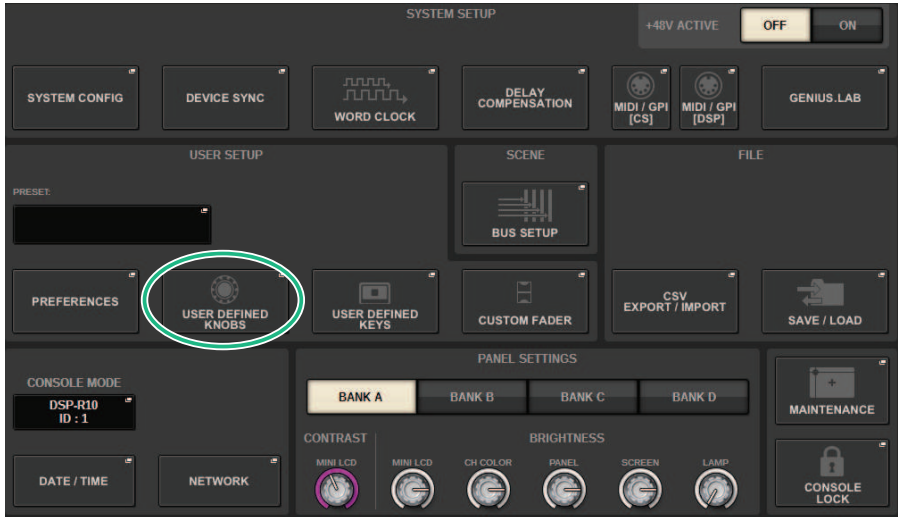 SYSTEM SETUP
+48V ACTIVE
OFF
ON
SYSTEM CONFIG
DEVICE SYNC
WORD CLOCK
DELAY
COMPENSATION
MIDI / GPI
[CS]
MIDI / GPI
[DSP]
GENIUS.LAB
USER SETUP
SCENE
FILE
PRESET:
BUS SETUP
PREFERENCES
USER DEFINED
KNOBS
USER DEFINED
KEYS
CUSTOM FADER
CSV
EXPORT / IMPORT
SAVE / LOAD
CONSOLE MODE
DSP-R10
ID : 1
DATE / TIME
NETWORK
PANEL SETTINGS
BANK A
BANK B
BANK C
BANK D
CONTRAST
BRIGHTNESS
MINI LCD
MINI LCD
CH COLOR
PANEL
SCREEN
LAMP
MAINTENANCE
CONSOLE
LOCK